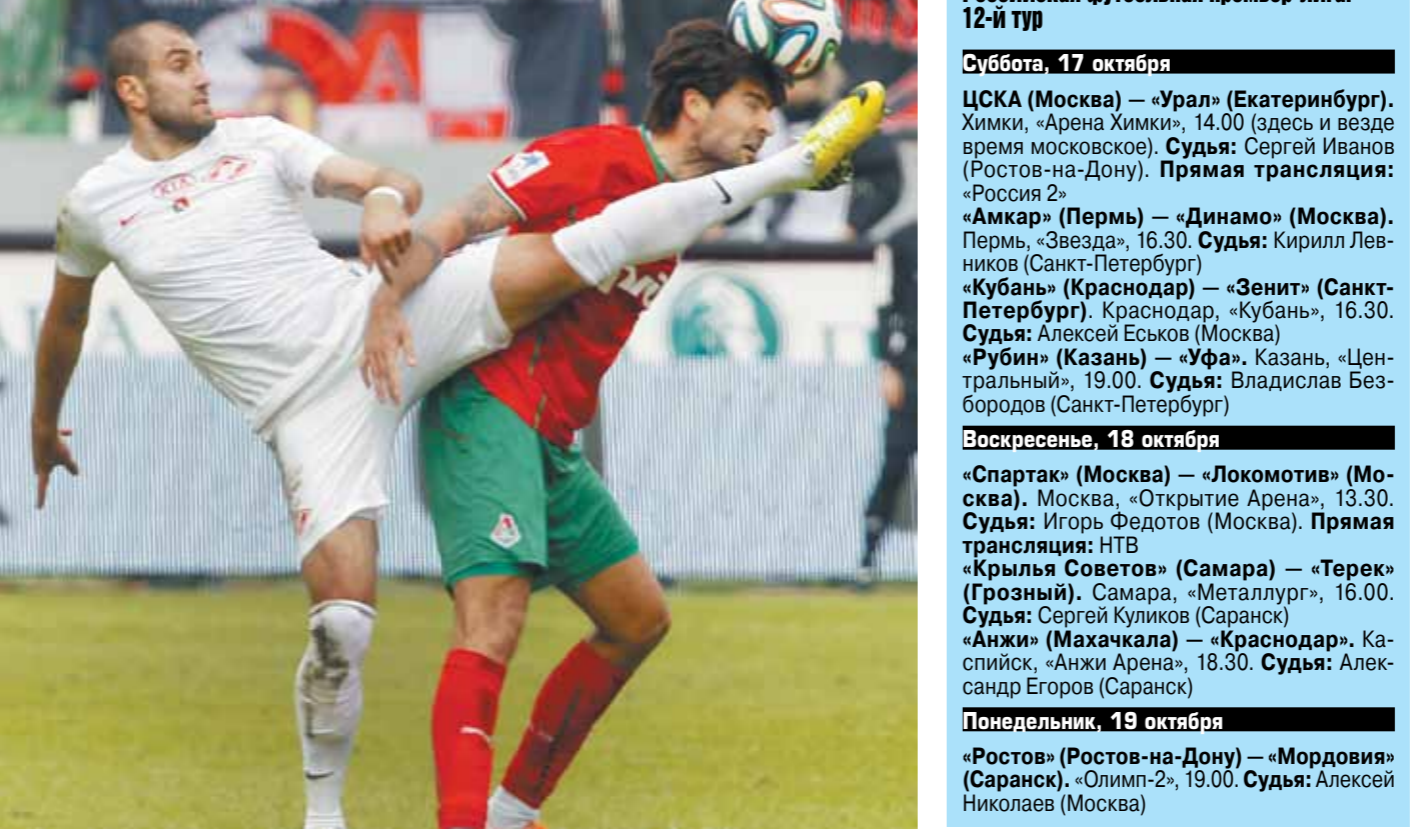 KIA
Российская футбольная премьер-лига.
12-й тур
Суббота, 17 октября
ЦСКА (Москва) — «Урал» (Екатеринбург).
Химки, «Арена Химки», 14.00 (здесь и везде
время московское). Судья: Сергей Иванов
(Ростов-на-Дону). Прямая трансляция:
«Россия 2»
«Амкар» (Пермь) — «Динамо» (Москва).
Пермь, «Звезда», 16.30. Судья: Кирилл Лев-
ников (Санкт-Петербург)
«Кубань» (Краснодар) — «Зенит» (Санкт-
Петербург). Краснодар, «Кубань», 16.30.
Судья: Алексей Еськов (Москва)
«Рубин» (Казань) — «Уфа». Казань, «Цен-
тральный», 19.00. Судья: Владислав Без-
бородов (Санкт-Петербург)
Воскресенье, 18 октября
«Спартак» (Москва) — «Локомотив» (Мо-
сква). Москва, «Открытие Арена», 13.30.
Судья: Игорь Федотов (Москва). Прямая
трансляция: НТВ
«Крылья Советов» (Самара) — «Терек»
(Грозный). Самара, «Металлург», 16.00.
Судья: Сергей Куликов (Саранск)
«Анжи» (Махачкала) — «Краснодар». Ка-
спийск, «Анжи Арена», 18.30. Судья: Алек-
сандр Егоров (Саранск)
Понедельник, 19 октября
«Ростов» (Ростов-на-Дону) — «Мордовия»
(Саранск). «Олимп-2», 19.00. Судья: Алексей
Николаев (Москва)